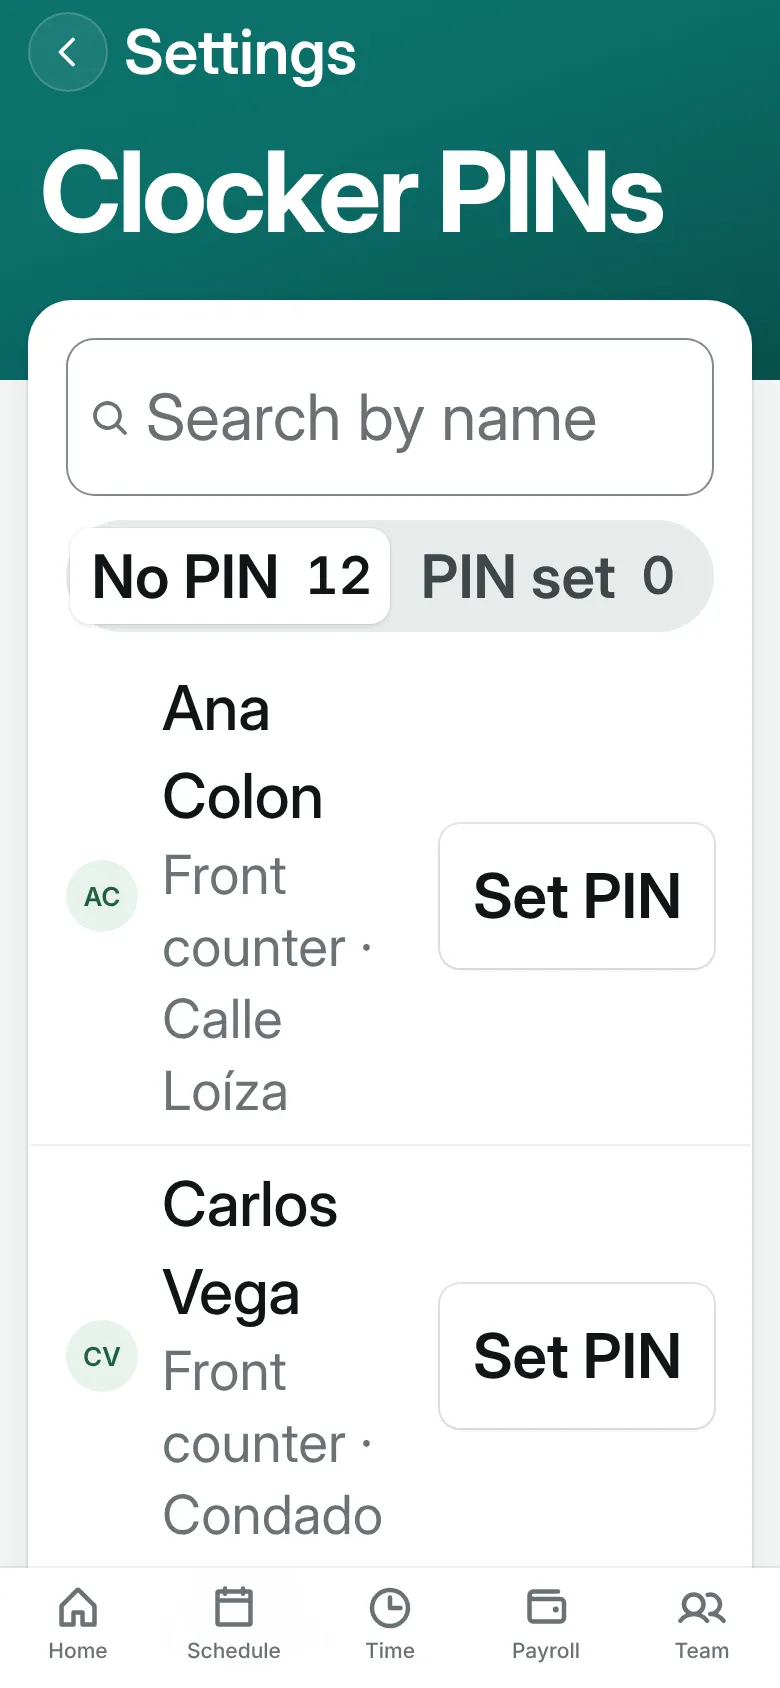 Settings
Clocker PINs
Search by name
No PIN 12 PIN set 0
Ana
Colon
Front
counter ·
Calle
Loíza
AC
Set PIN
Carlos
Vega
Front
counter ·
Condado
CV
Set PIN
Home Schedule Time Payroll Team